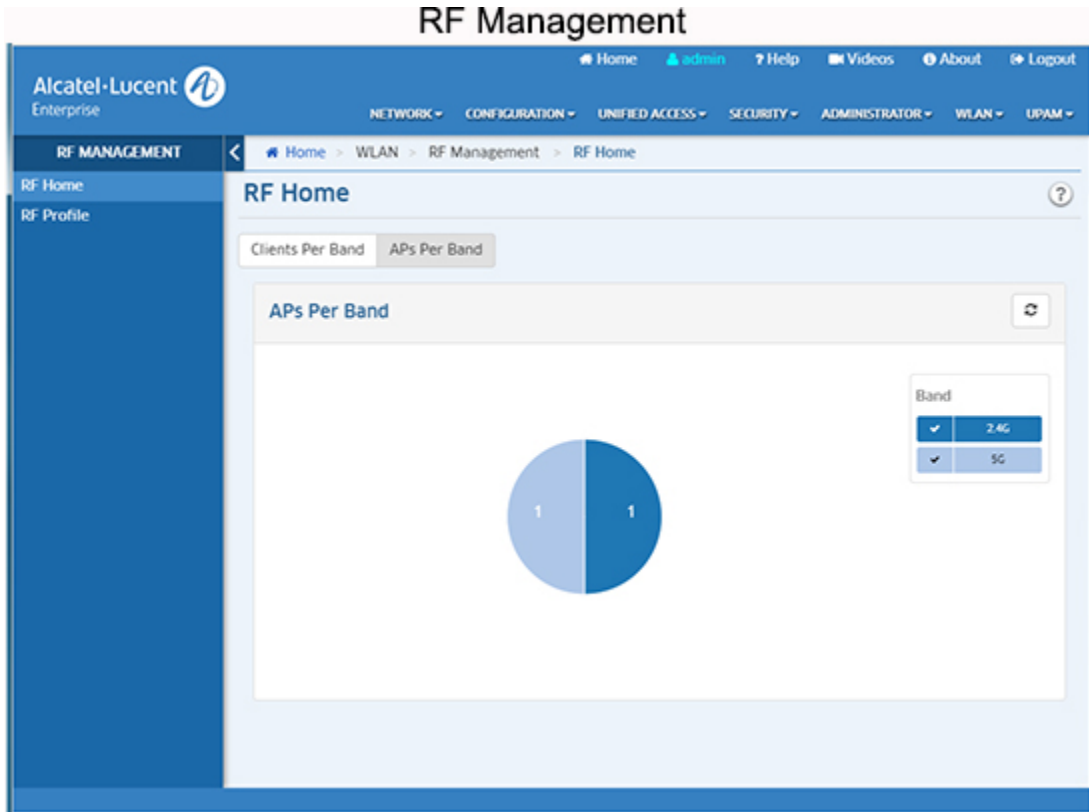 RF Management
Home admin ? Help Videos About Logout
Alcatel·Lucent
Enterprise
NETWORK CONFIGURATION UNIFIED ACCESS SECURITY ADMINISTRATOR WLAN UPAM
RF MANAGEMENT
Home > WLAN > RF Management > RF Home
RF Home
RF Profile
RF Home
?
Clients Per Band APs Per Band
APs Per Band
Band
2.4G
5G
1 1